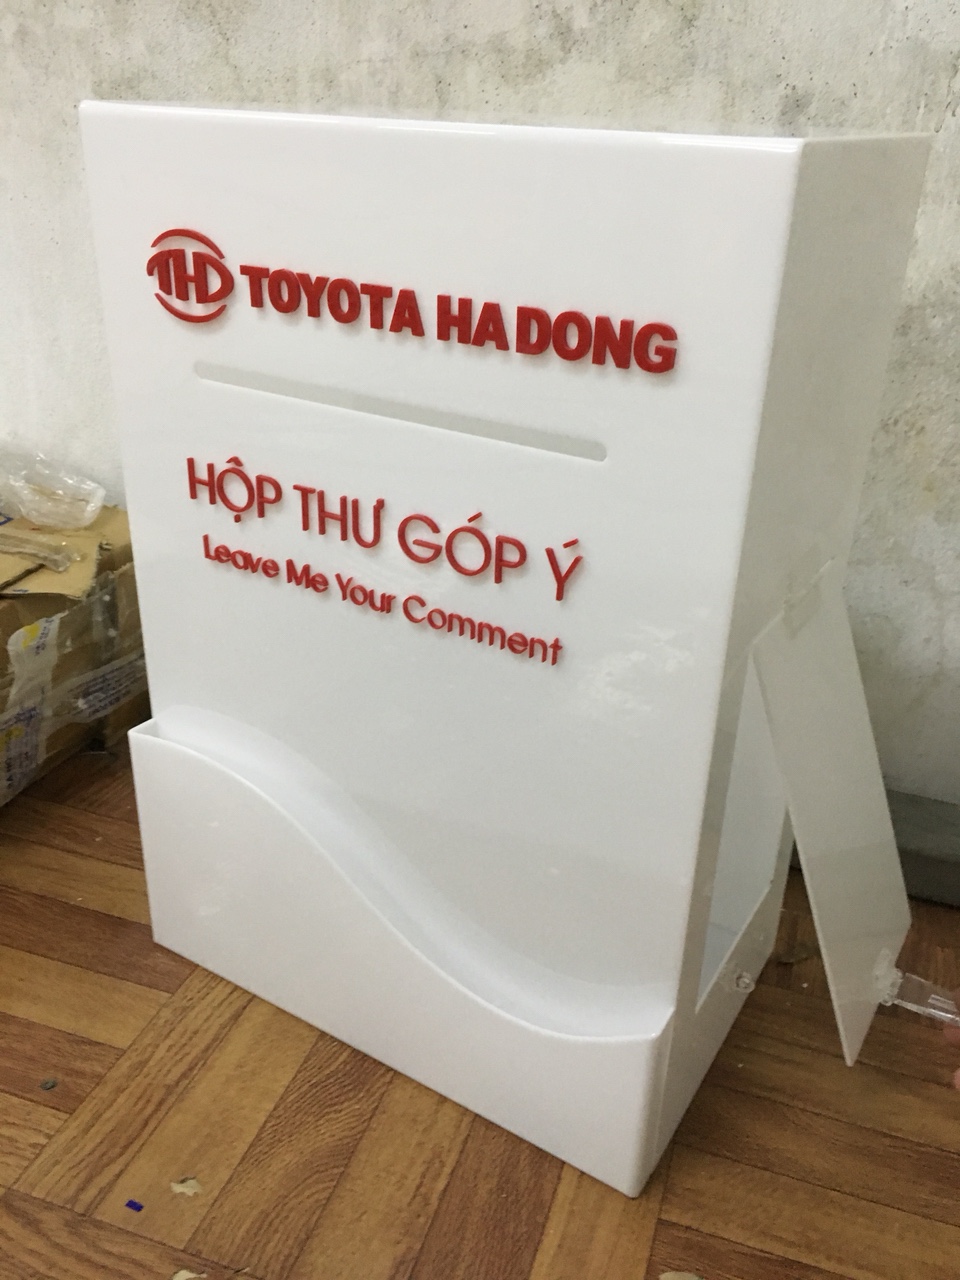 THD TOYOTA HA DONG
HỘP THƯ GÓP Ý
Leave Me Your Comment